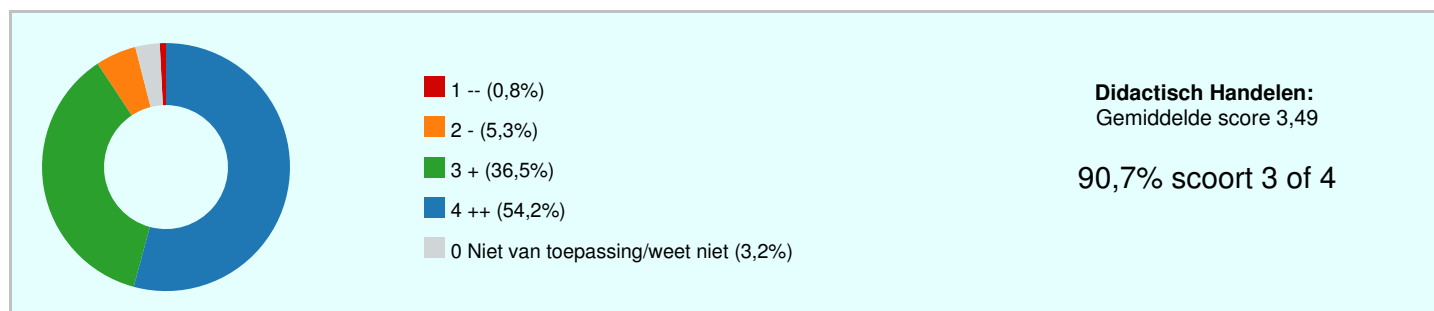 1 -- (0,8%)
2 - (5,3%)
3 + (36,5%)
4 ++ (54,2%)
0 Niet van toepassing/weet niet (3,2%)
Didactisch Handelen:
Gemiddelde score 3,49
90,7% scoort 3 of 4